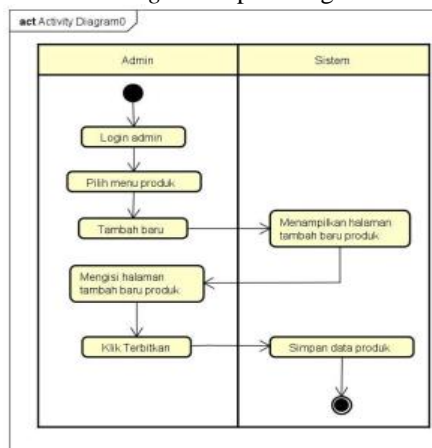 act Activity Diagram0
Admin
Sistem
Login admin
Pilih menu produk
Tambah baru
Menampilkan halaman
tambah baru produk
Mengisi halaman
tambah baru produk
Klik Terbitkan
Simpan data produk